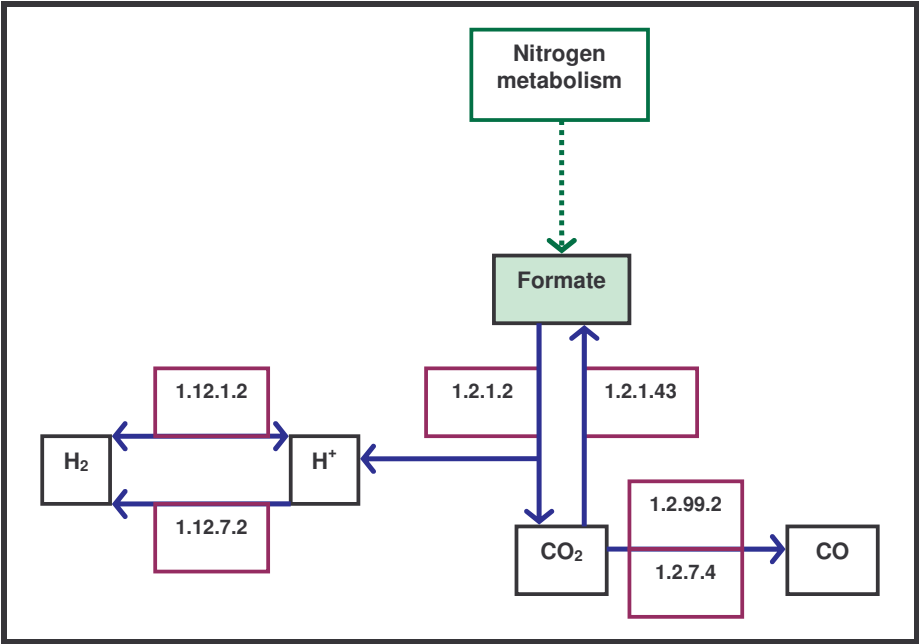 Nitrogen
metabolism
Formate
1.12.1.2
1.2.1.2
1.2.1.43
H₂
H⁺
1.12.7.2
1.2.99.2
CO₂
CO
1.2.7.4